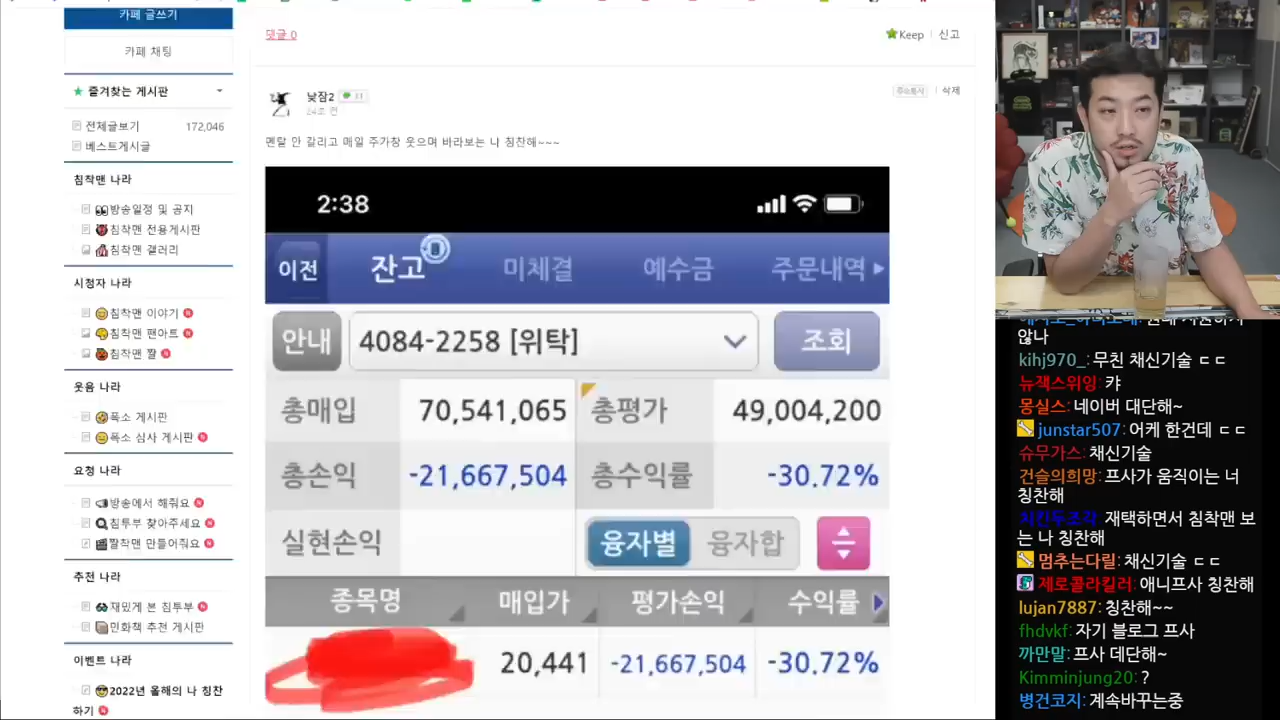 카페 글쓰기
카페 채팅
즐겨찾는 게시판
전체글보기 172,046
베스트게시글
침착맨 나라
방송일정 및 공지
침착맨 전용게시판
침착맨 갤러리
시청자 나라
침착맨 이야기 N
침착맨 팬아트 N
침착맨 짤 N
웃음 나라
폭소 게시판
폭소 심사 게시판 N
요청 나라
방송에서 해줘요 N
침투부 찾아주세요 N
짤착맨 만들어줘요 N
추천 나라
재밌게 본 침투부 N
만화책 추천 게시판
이벤트 나라
2022년 올해의 나 칭찬
하기 N
댓글 0
Keep 신고
낮잠2
24초 전
주소복사 삭제
멘탈 안 갈리고 매일 주가창 웃으며 바라보는 나 칭찬해~~~
2:38
이전 잔고 미체결 예수금 주문내역
안내 4084-2258 [위탁] 조회
총매입 70,541,065 총평가 49,004,200
총손익 -21,667,504 총수익률 -30.72%
실현손익 융자별 융자합
종목명 매입가 평가손익 수익률
20,441 -21,667,504 -30.72%
않나
kihj970_: 무친 채신기술 ㄷㄷ
뉴잭스위잉: 캬
몽실스: 네이버 대단해~
junstar507: 어케 한건데 ㄷㄷ
슈무가스: 채신기술
건슬의희망: 프사가 움직이는 너
칭찬해
치킨두조각: 재택하면서 침착맨 보
는 나 칭찬해
멈추는다릴: 채신기술 ㄷㄷ
제로콜라킬러: 애니프사 칭찬해
lujan7887: 칭찬해~~
fhdvkf: 자기 블로그 프사
까만말: 프사 데단해~
Kimminjung20: ?
병건코지: 계속바꾸는중